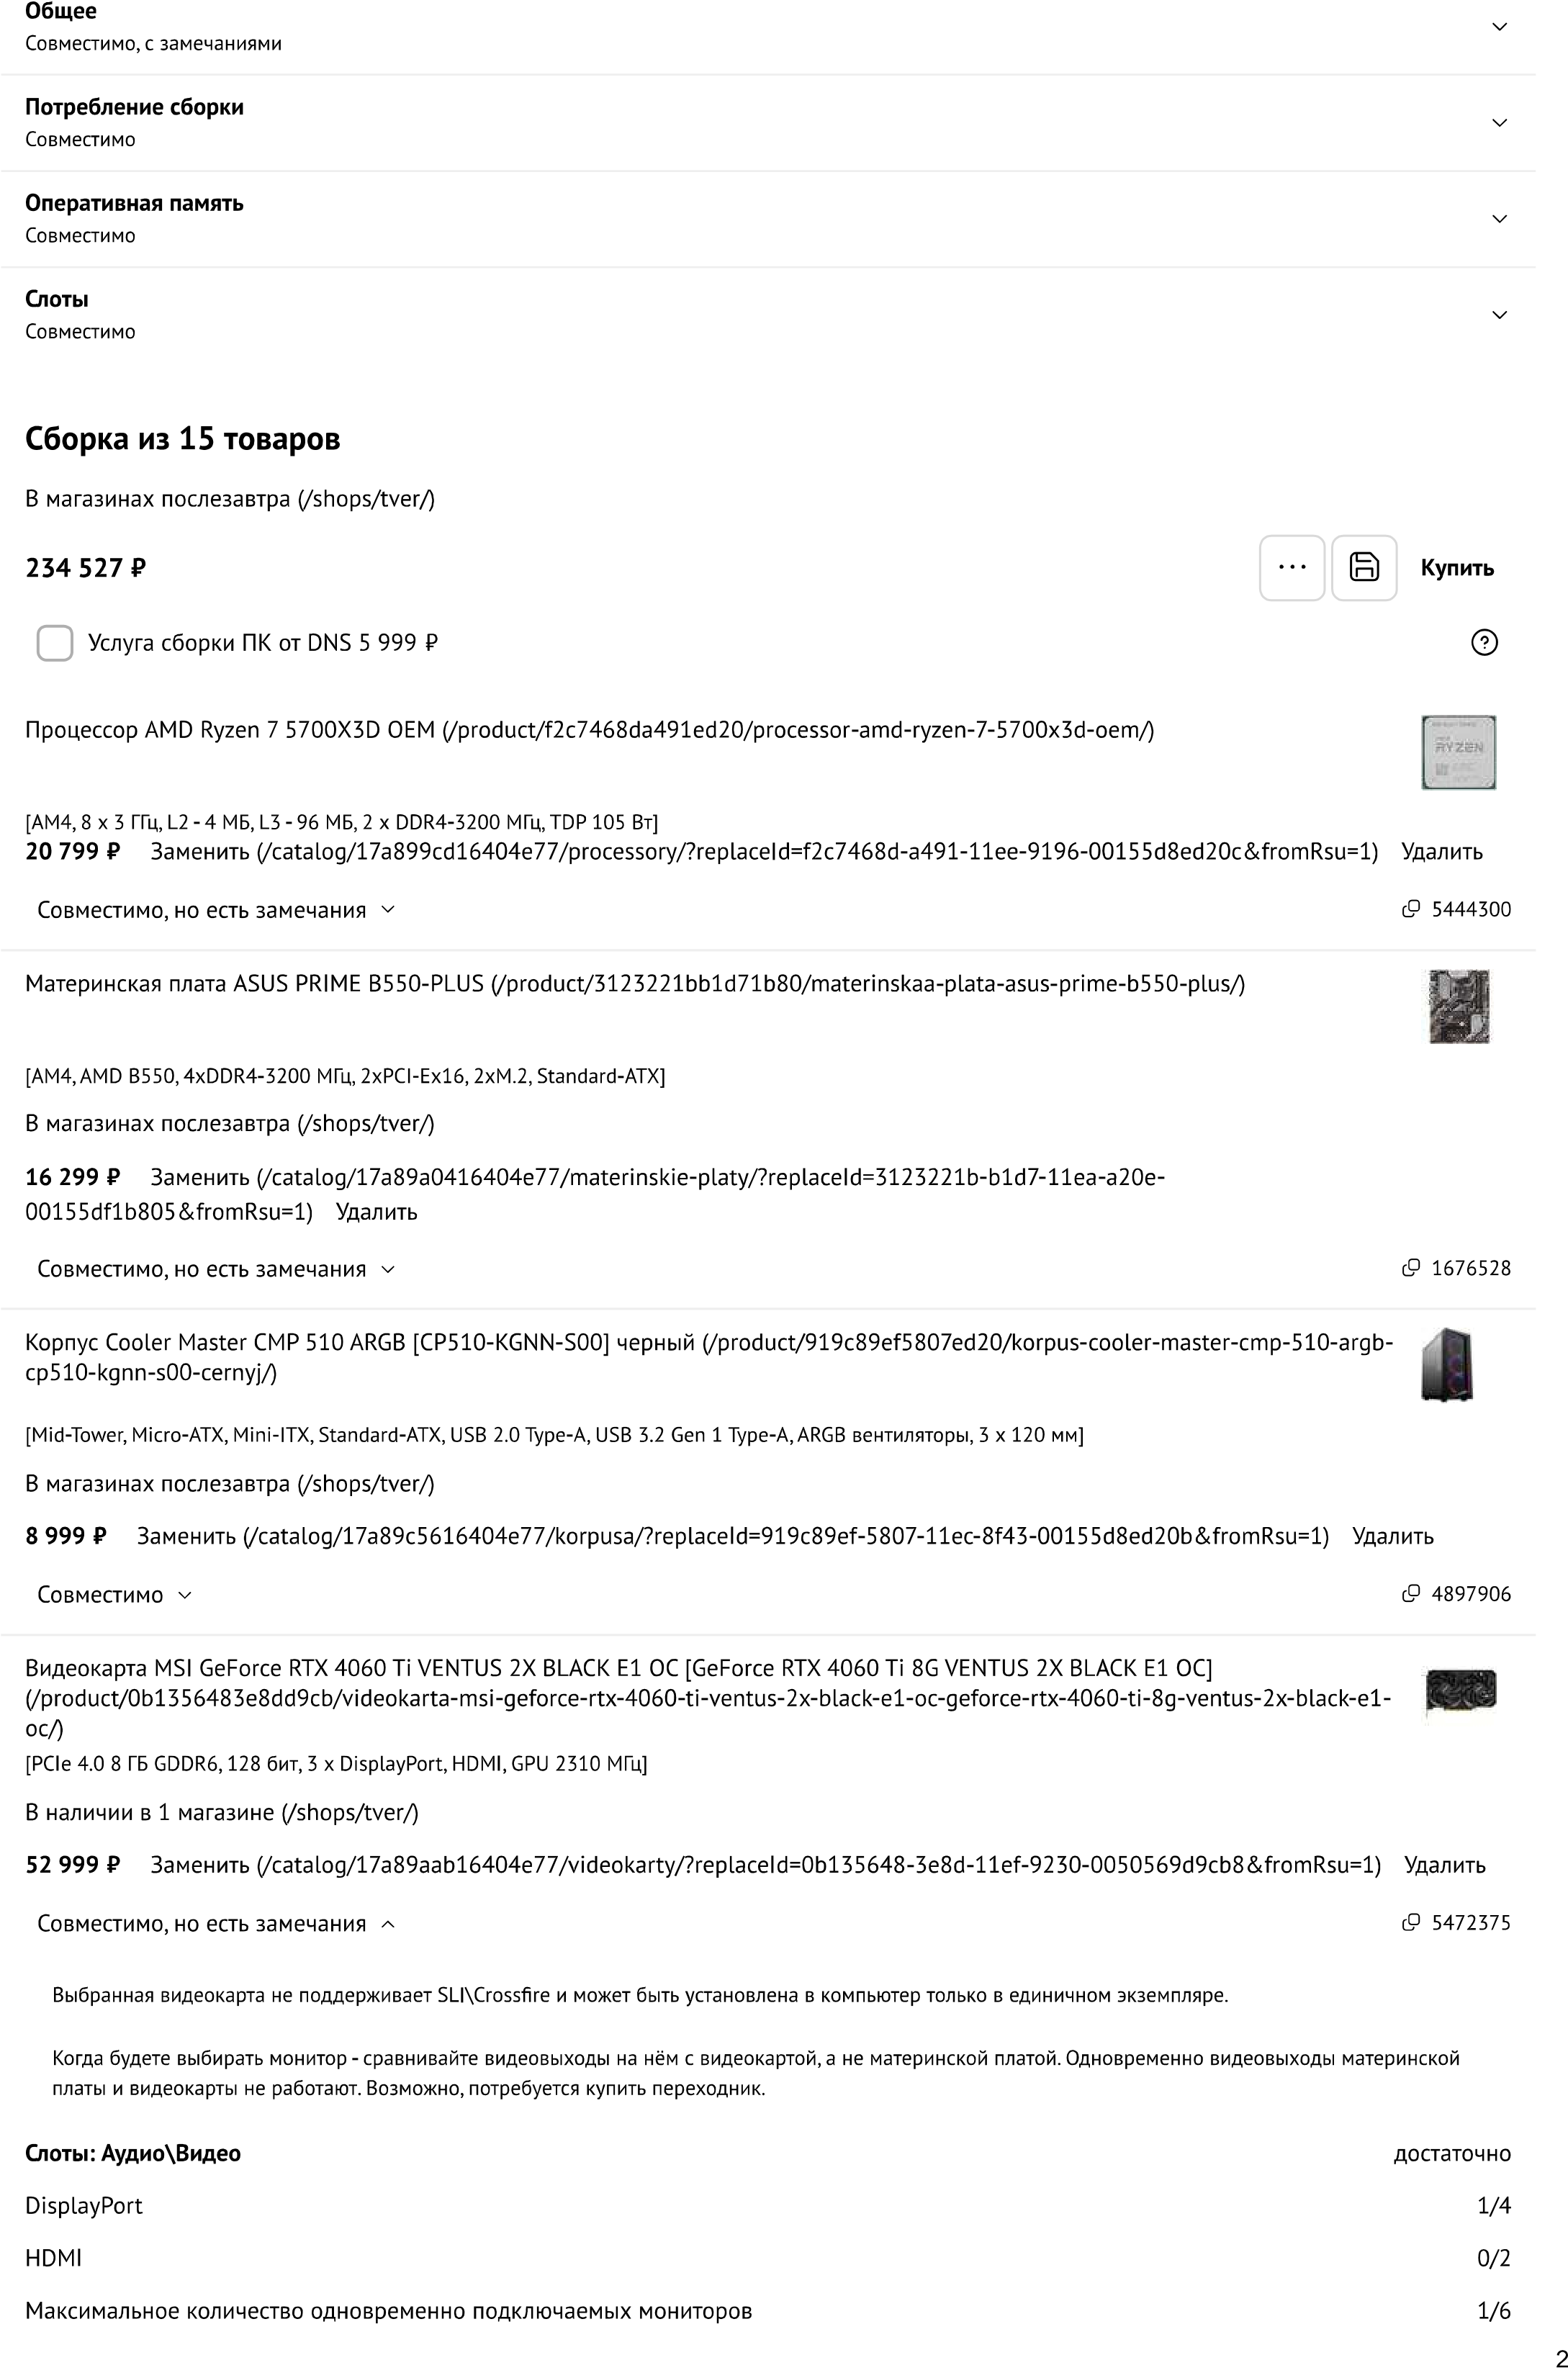 Общее
Совместимо, с замечаниями
Потребление сборки
Совместимо
Оперативная память
Совместимо
Слоты
Совместимо
Сборка из 15 товаров
В магазинах послезавтра (/shops/tver/)
234 527 ₽ ... Купить
Услуга сборки ПК от DNS 5 999 ₽ ?
Процессор AMD Ryzen 7 5700X3D OEM (/product/f2c7468da491ed20/processor-amd-ryzen-7-5700x3d-oem/)
RYZEN
[AM4, 8 x 3 ГГц, L2 - 4 МБ, L3 - 96 МБ, 2 x DDR4-3200 МГц, TDP 105 Вт]
20 799 ₽ Заменить (/catalog/17a899cd16404e77/processory/?replaceId=f2c7468d-a491-11ee-9196-00155d8ed20c&fromRsu=1) Удалить
Совместимо, но есть замечания 5444300
Материнская плата ASUS PRIME B550-PLUS (/product/3123221bb1d71b80/materinskaa-plata-asus-prime-b550-plus/)
[AM4, AMD B550, 4xDDR4-3200 МГц, 2xPCI-Ex16, 2xM.2, Standard-ATX]
В магазинах послезавтра (/shops/tver/)
16 299 ₽ Заменить (/catalog/17a89a0416404e77/materinskie-platy/?replaceId=3123221b-b1d7-11ea-a20e-
00155df1b805&fromRsu=1) Удалить
Совместимо, но есть замечания 1676528
Корпус Cooler Master CMP 510 ARGB [CP510-KGNN-S00] черный (/product/919c89ef5807ed20/korpus-cooler-master-cmp-510-argb-
cp510-kgnn-s00-cernyj/)
[Mid-Tower, Micro-ATX, Mini-ITX, Standard-ATX, USB 2.0 Type-A, USB 3.2 Gen 1 Type-A, ARGB вентиляторы, 3 x 120 мм]
В магазинах послезавтра (/shops/tver/)
8 999 ₽ Заменить (/catalog/17a89c5616404e77/korpusa/?replaceId=919c89ef-5807-11ec-8f43-00155d8ed20b&fromRsu=1) Удалить
Совместимо 4897906
Видеокарта MSI GeForce RTX 4060 Ti VENTUS 2X BLACK E1 OC [GeForce RTX 4060 Ti 8G VENTUS 2X BLACK E1 OC]
(/product/0b1356483e8dd9cb/videokarta-msi-geforce-rtx-4060-ti-ventus-2x-black-e1-oc-geforce-rtx-4060-ti-8g-ventus-2x-black-e1-
oc/)
[PCIe 4.0 8 ГБ GDDR6, 128 бит, 3 x DisplayPort, HDMI, GPU 2310 МГц]
В наличии в 1 магазине (/shops/tver/)
52 999 ₽ Заменить (/catalog/17a89aab16404e77/videokarty/?replaceId=0b135648-3e8d-11ef-9230-0050569d9cb8&fromRsu=1) Удалить
Совместимо, но есть замечания 5472375
Выбранная видеокарта не поддерживает SLI\Crossfire и может быть установлена в компьютер только в единичном экземпляре.
Когда будете выбирать монитор - сравнивайте видеовыходы на нём с видеокартой, а не материнской платой. Одновременно видеовыходы материнской
платы и видеокарты не работают. Возможно, потребуется купить переходник.
Слоты: Аудио\Видео достаточно
DisplayPort 1/4
HDMI 0/2
Максимальное количество одновременно подключаемых мониторов 1/6
2